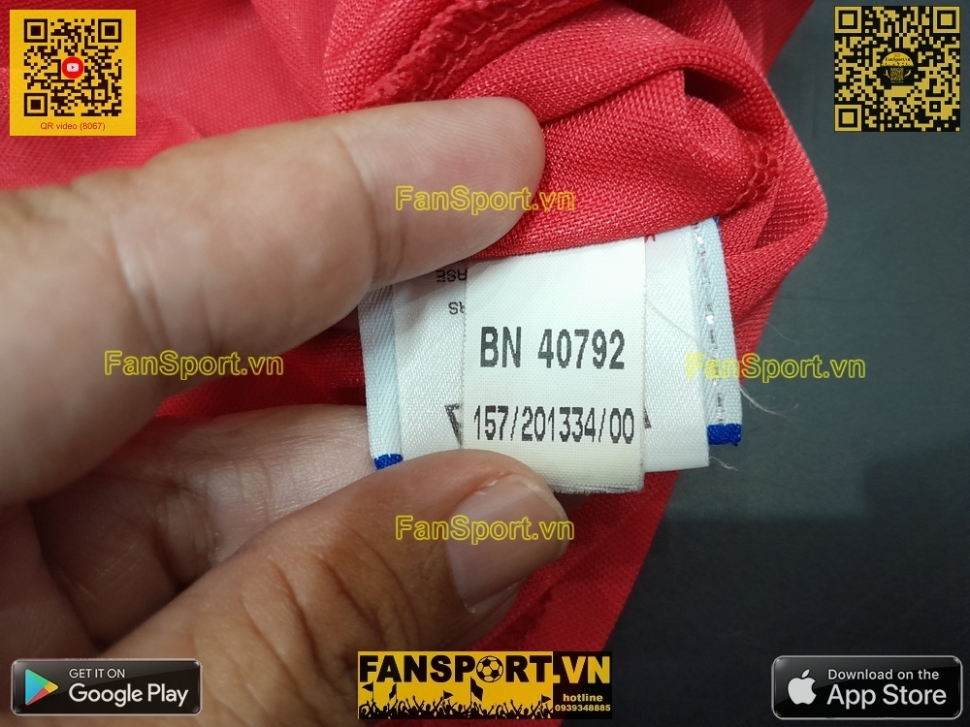 QR video (8067)
FanSport.vn
FanSport.vn
BN 40792
FanSport.vn
157/201334/00
FanSport.vn
GET IT ON
Google Play
FANSPORT.VN
hotline
0939348885
Download on the
App Store